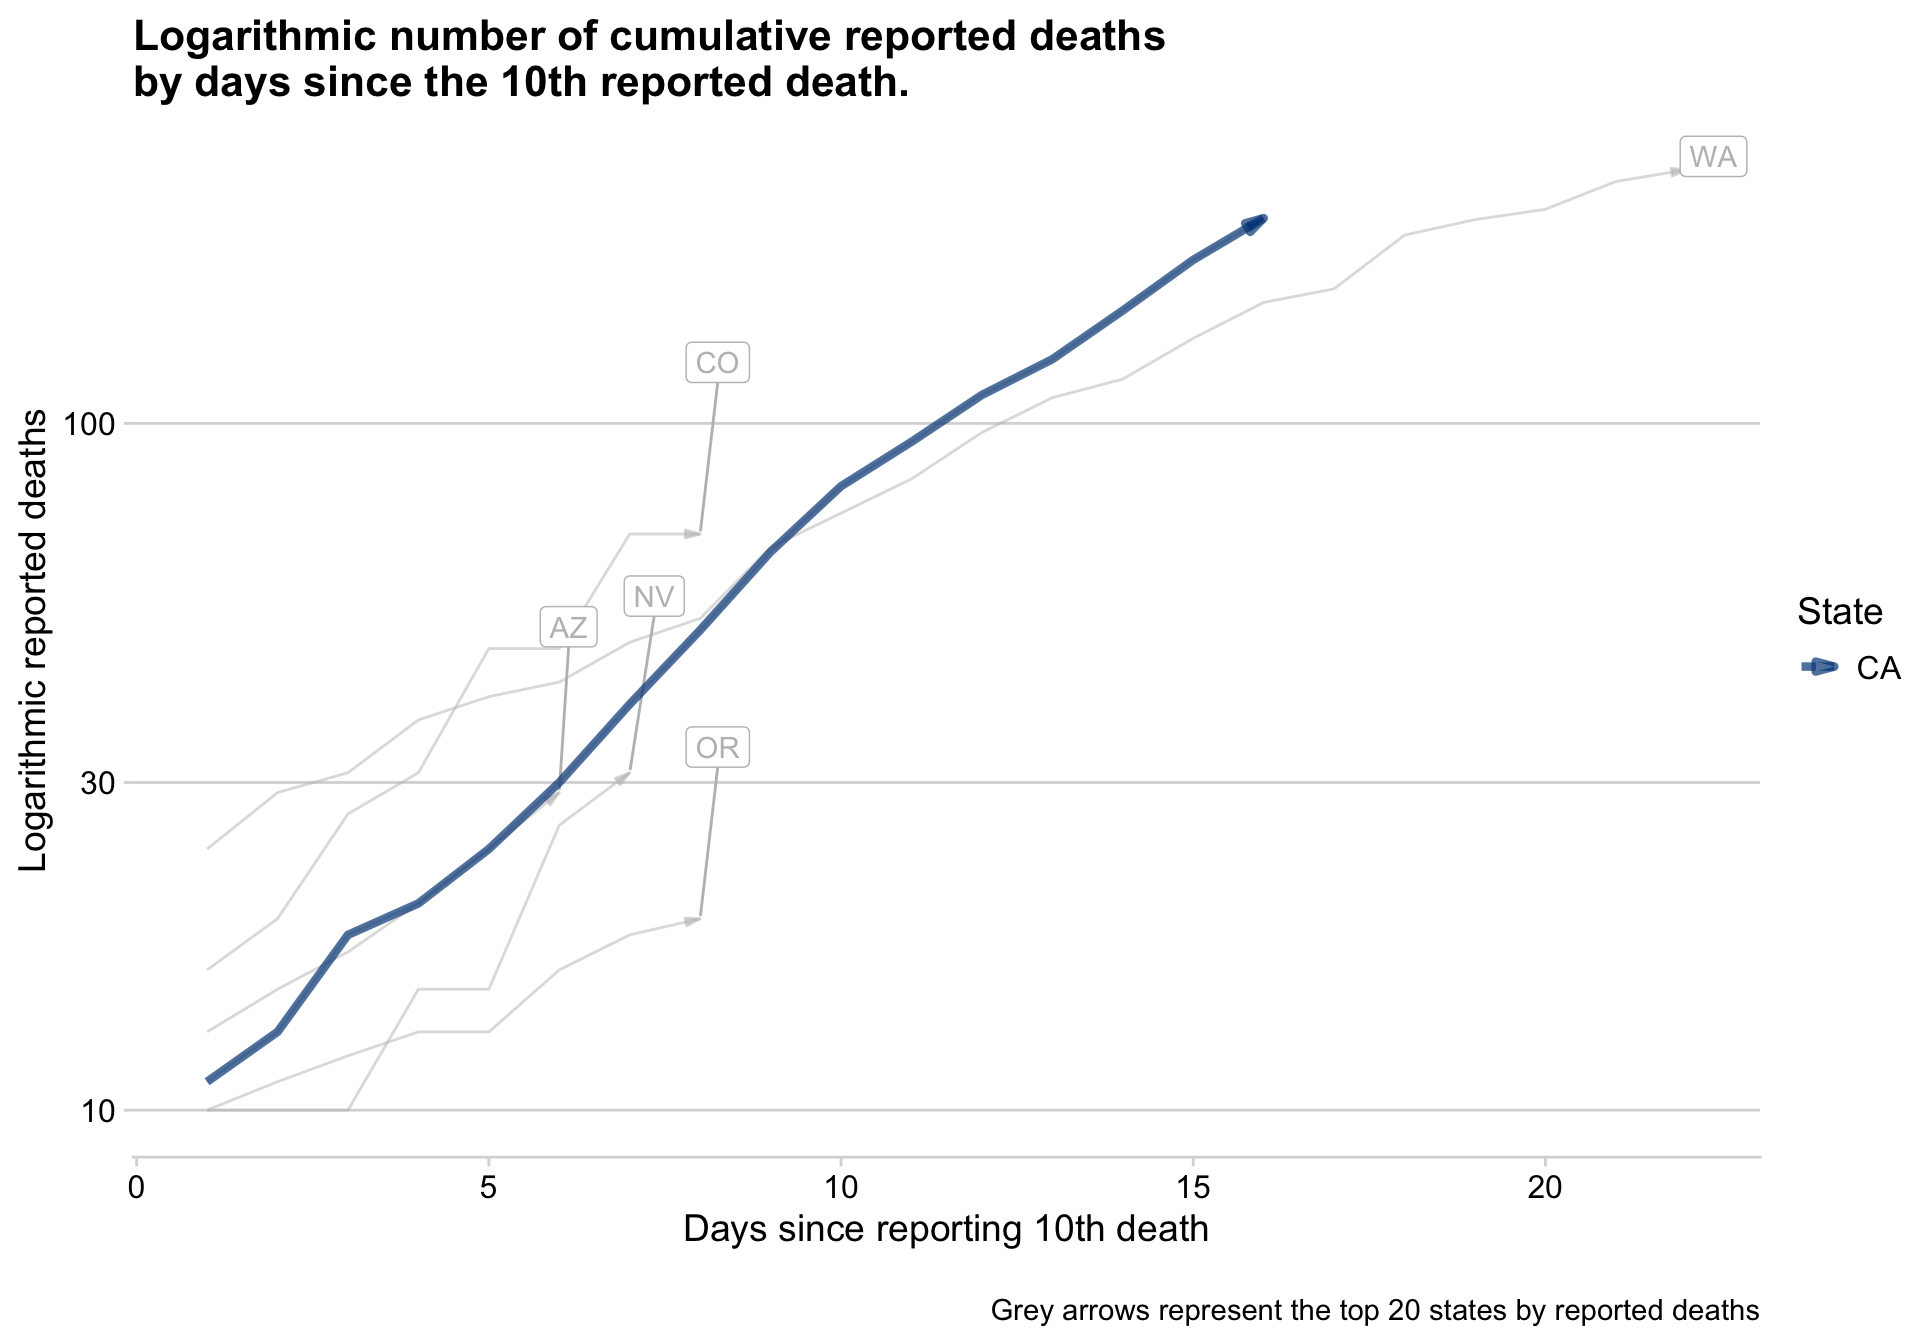 Logarithmic number of cumulative reported deaths
by days since the 10th reported death.
WA
CO
100
NV
AZ
OR
30
10
Logarithmic reported deaths
State
CA
0 5 10 15 20
Days since reporting 10th death
Grey arrows represent the top 20 states by reported deaths